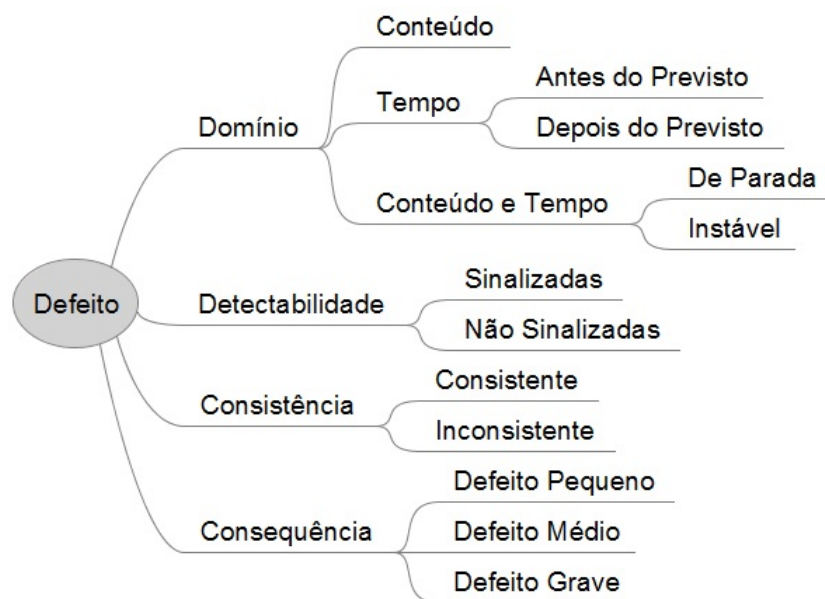 Defeito
Domínio
Conteúdo
Tempo
Antes do Previsto
Depois do Previsto
Conteúdo e Tempo
De Parada
Instável
Detectabilidade
Sinalizadas
Não Sinalizadas
Consistência
Consistente
Inconsistente
Consequência
Defeito Pequeno
Defeito Médio
Defeito Grave